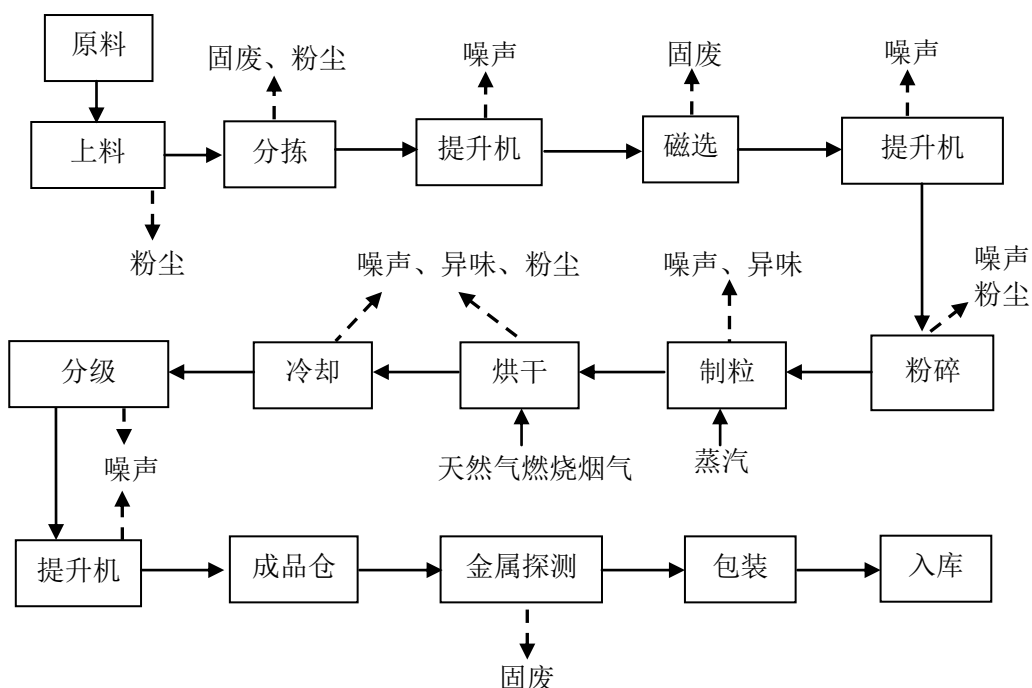 原料
固废、粉尘
噪声
固废
噪声
上料
分拣
提升机
磁选
提升机
粉尘
噪声、异味、粉尘
噪声、异味
噪声
粉尘
分级
冷却
烘干
制粒
粉碎
噪声
天然气燃烧烟气
蒸汽
提升机
成品仓
金属探测
包装
入库
固废